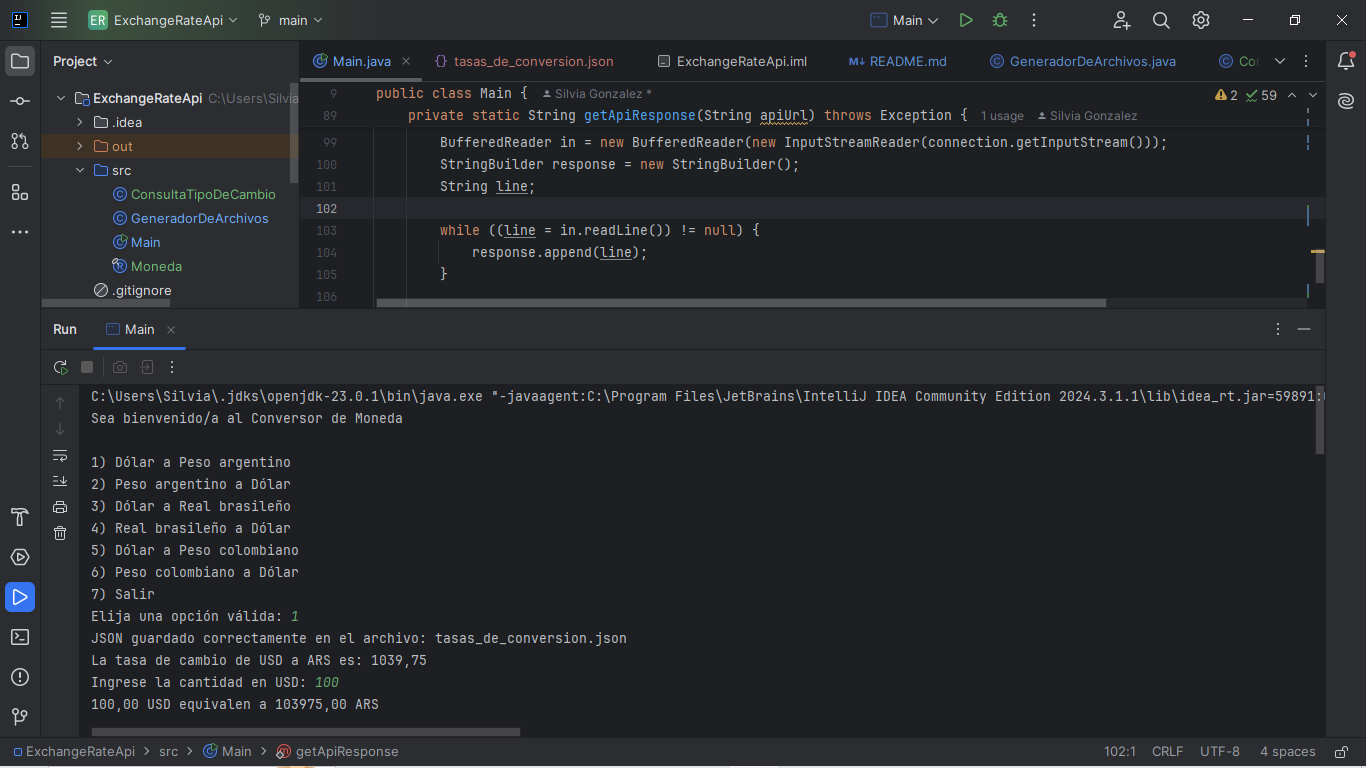 ER ExchangeRateApi main Main
Project
Main.java tasas_de_conversion.json ExchangeRateApi.iml README.md GeneradorDeArchivos.java Co
ExchangeRateApi C:\Users\Silvia
.idea
out
src
ConsultaTipoDeCambio
GeneradorDeArchivos
Main
Moneda
.gitignore
9 public class Main { Silvia Gonzalez * 2 59
89 private static String getApiResponse(String apiUrl) throws Exception { 1 usage Silvia Gonzalez
99 BufferedReader in = new BufferedReader(new InputStreamReader(connection.getInputStream()));
100 StringBuilder response = new StringBuilder();
101 String line;
102
103 while ((line = in.readLine()) != null) {
104 response.append(line);
105 }
106
Run Main
C:\Users\Silvia\.jdks\openjdk-23.0.1\bin\java.exe "-javaagent:C:\Program Files\JetBrains\IntelliJ IDEA Community Edition 2024.3.1.1\lib\idea_rt.jar=59891:
Sea bienvenido/a al Conversor de Moneda
1) Dólar a Peso argentino
2) Peso argentino a Dólar
3) Dólar a Real brasileño
4) Real brasileño a Dólar
5) Dólar a Peso colombiano
6) Peso colombiano a Dólar
7) Salir
Elija una opción válida: 1
JSON guardado correctamente en el archivo: tasas_de_conversion.json
La tasa de cambio de USD a ARS es: 1039,75
Ingrese la cantidad en USD: 100
100,00 USD equivalen a 103975,00 ARS
ExchangeRateApi > src > Main > getApiResponse 102:1 CRLF UTF-8 4 spaces